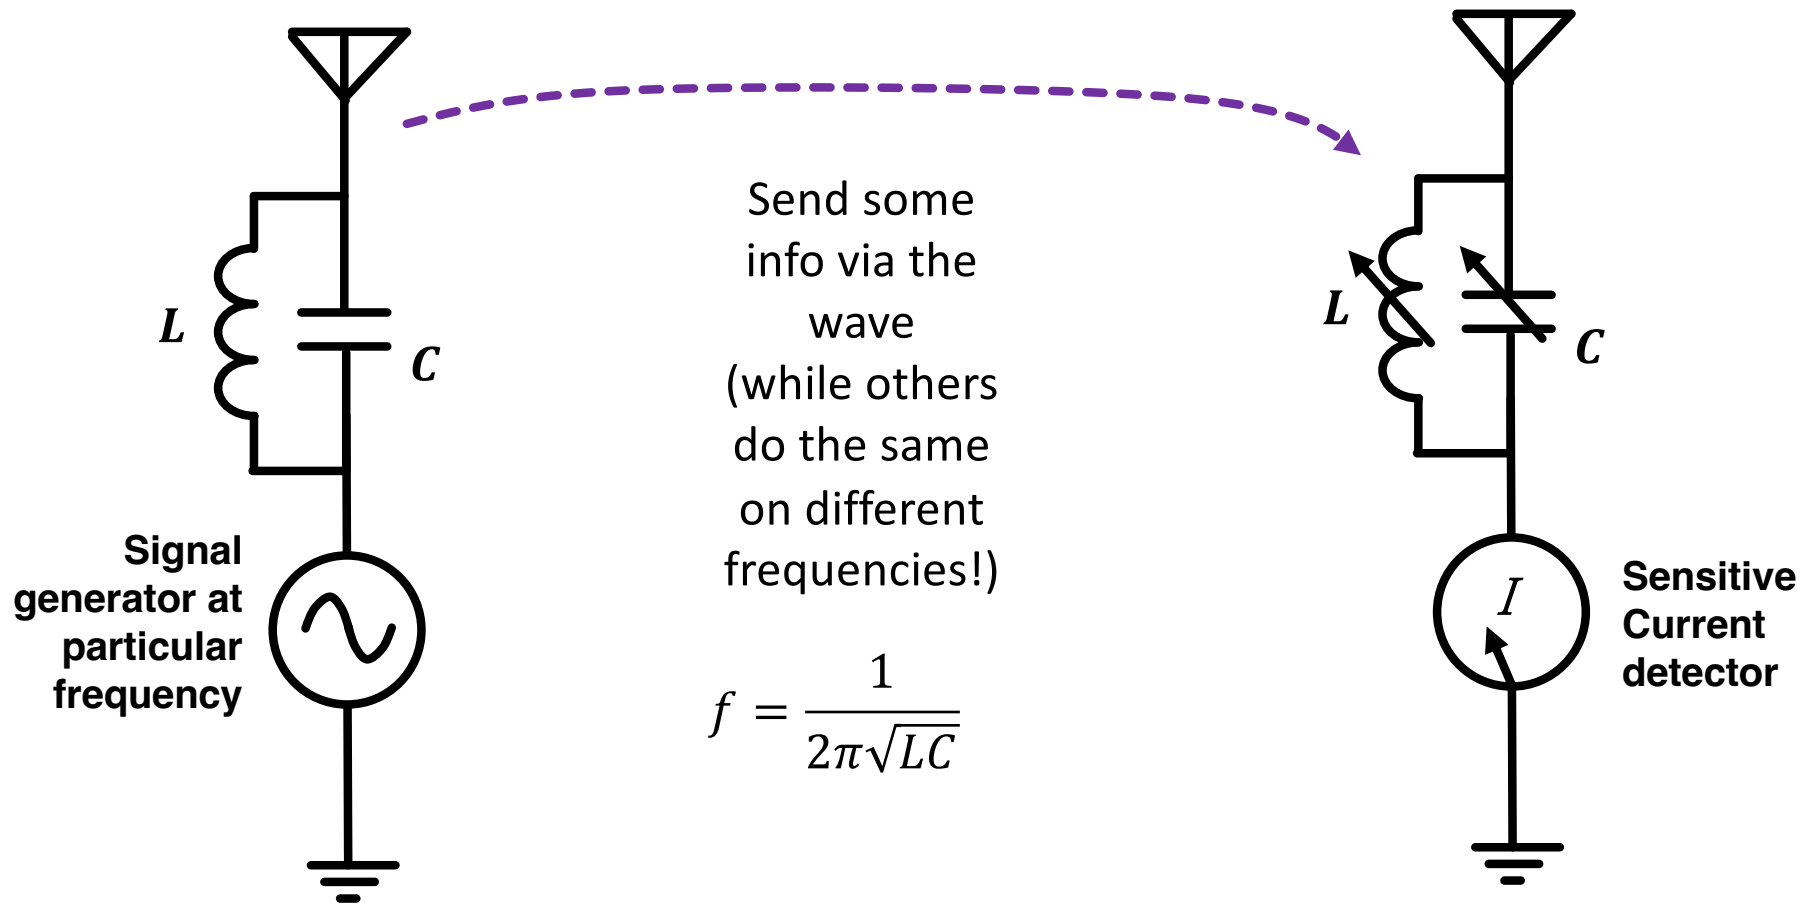 L
C
Signal
generator at
particular
frequency
Send some
info via the
wave
(while others
do the same
on different
frequencies!)
f = 1 / 2π√LC
L
C
I
Sensitive
Current
detector